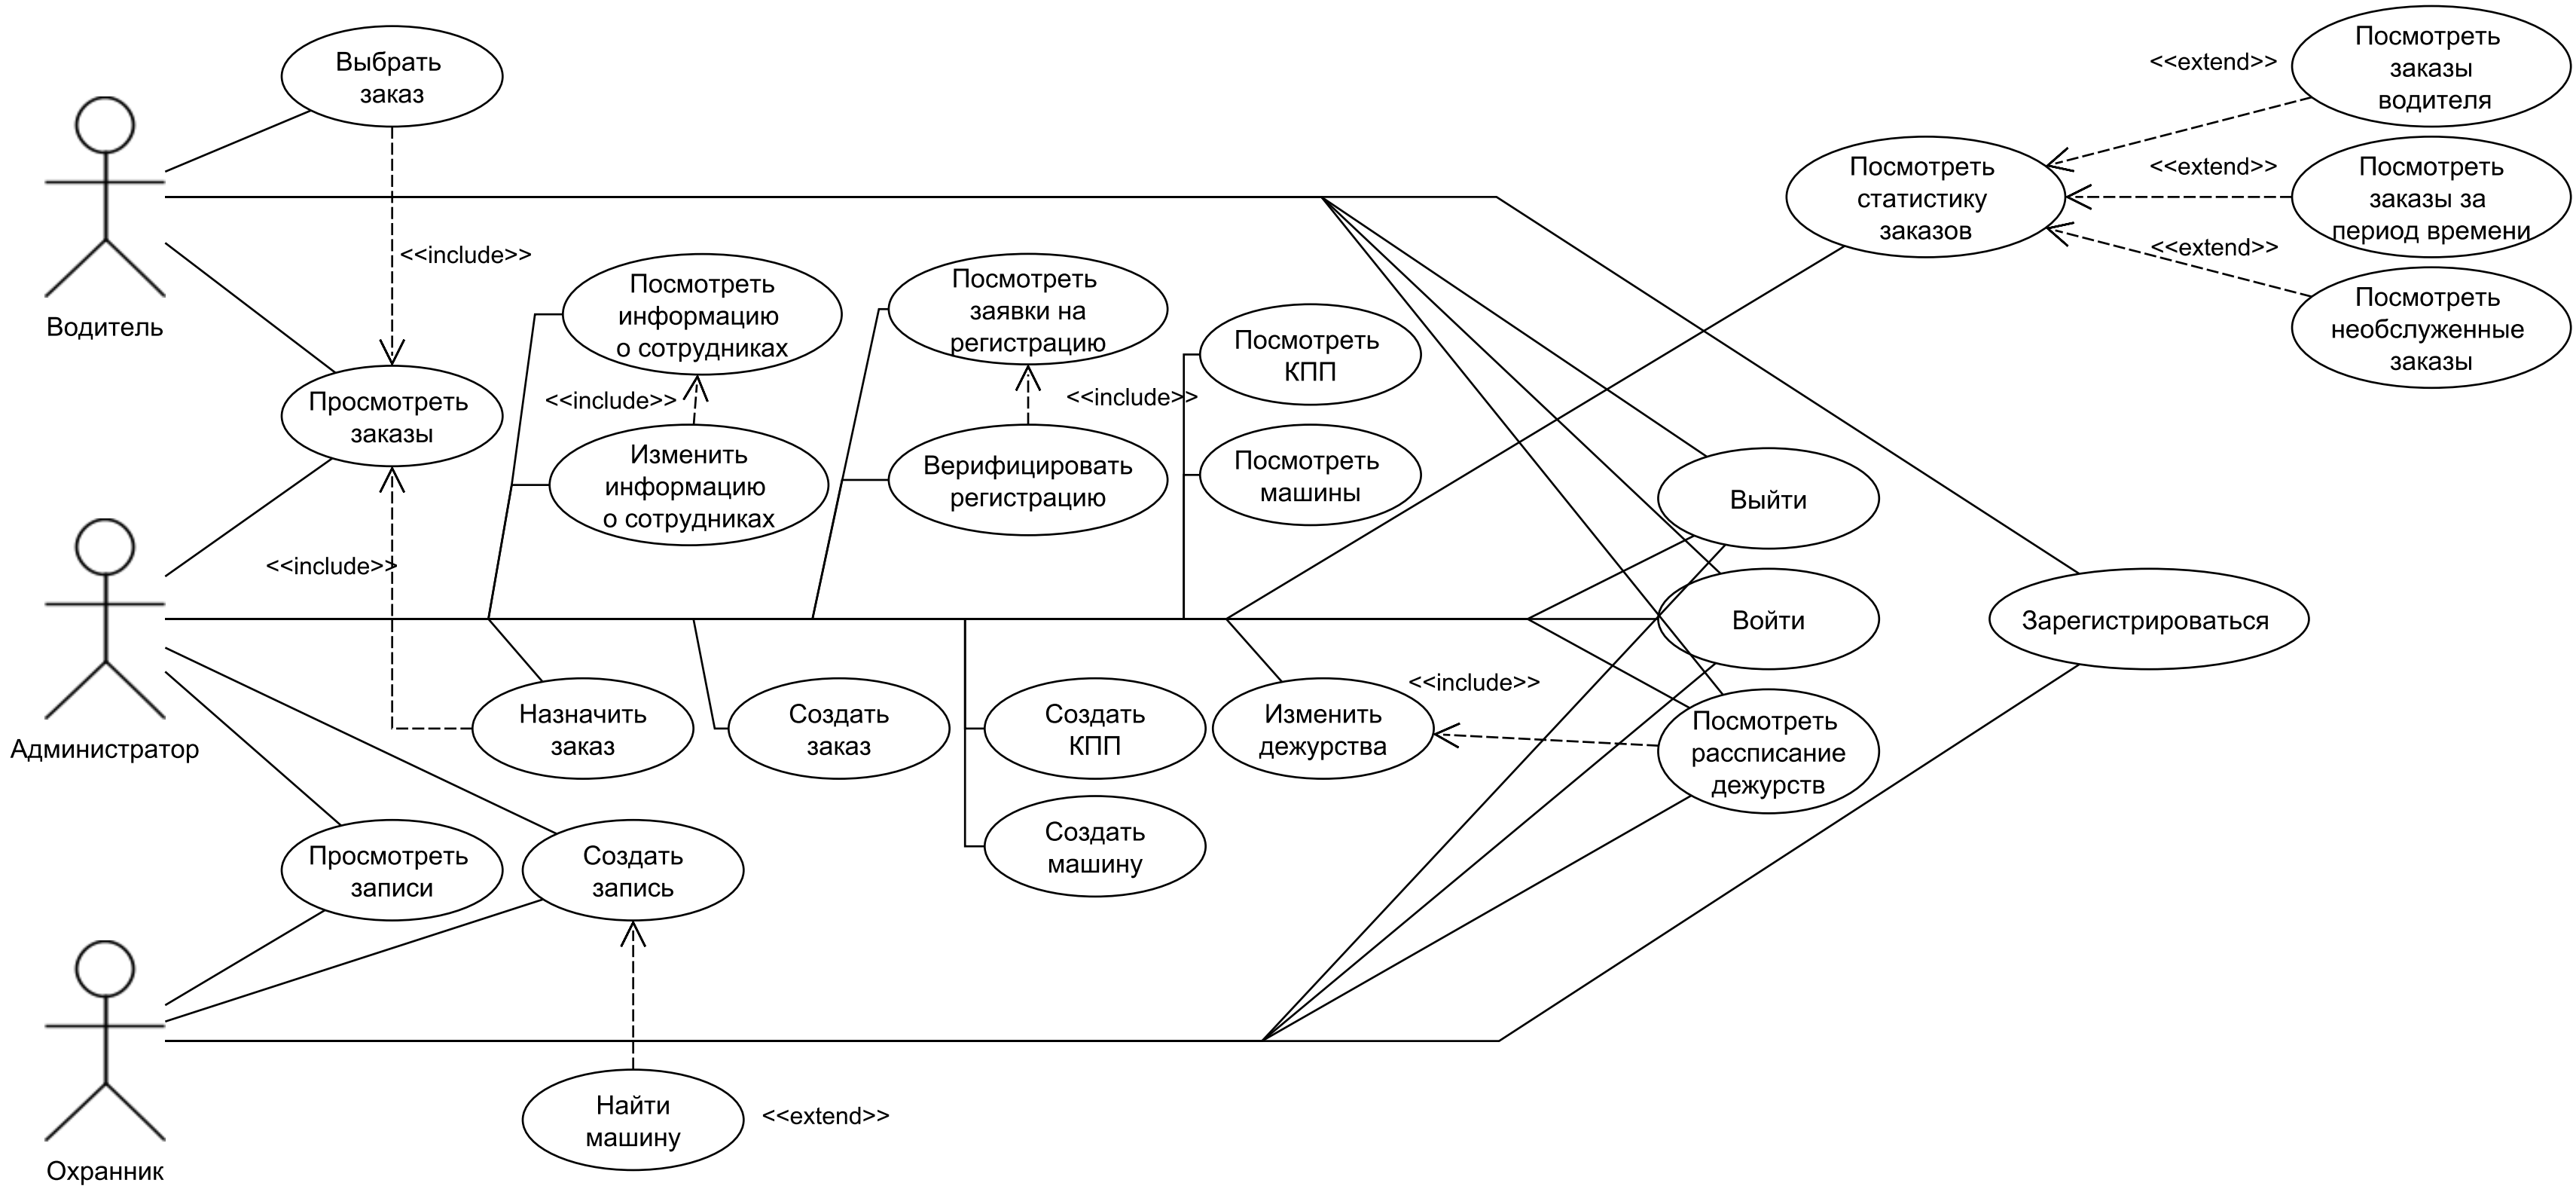 Выбрать
заказ
<<include>>
Водитель
Просмотреть
заказы
Посмотреть
информацию
о сотрудниках
<<include>>
Изменить
информацию
о сотрудниках
Посмотреть
заявки на
регистрацию
<<include>>
Верифицировать
регистрацию
Посмотреть
КПП
Посмотреть
машины
Посмотреть
статистику
заказов
<<extend>>
Посмотреть
заказы
водителя
<<extend>>
Посмотреть
заказы за
период времени
<<extend>>
Посмотреть
необслуженные
заказы
Выйти
Войти
Зарегистрироваться
<<include>>
Администратор
Назначить
заказ
Создать
заказ
Создать
КПП
Создать
машину
Изменить
дежурства
<<include>>
Посмотреть
рассписание
дежурств
Просмотреть
записи
Создать
запись
Найти
машину
<<extend>>
Охранник